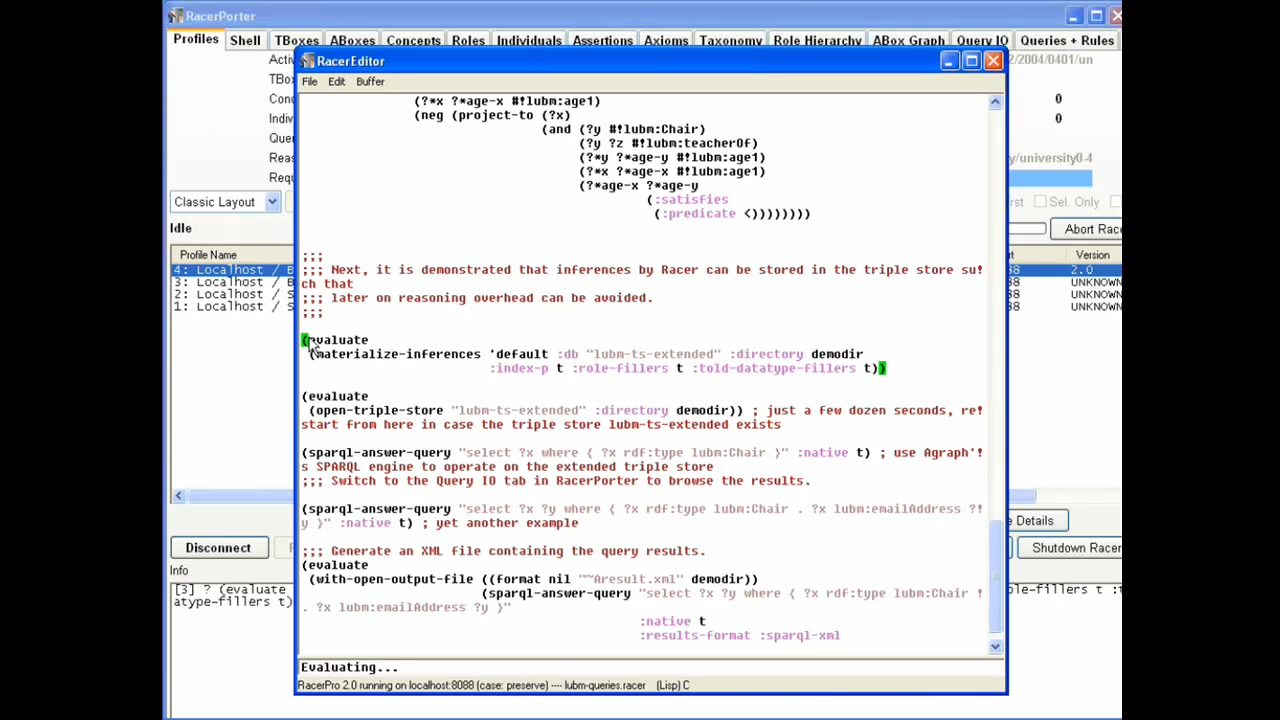 RacerPorter
Profiles Shell TBoxes ABoxes Concepts Roles Individuals Assertions Axioms Taxonomy Role Hierarchy ABox Graph Query IO Queries + Rules
RacerEditor
File Edit Buffer
Classic Layout
Idle
Profile Name
4: Localhost / B
3: Localhost / B
2: Localhost / S
1: Localhost / S
(?*x ?*age-x #!lubm:age1)
(neg (project-to (?x)
(and (?y #!lubm:Chair)
(?y ?z #!lubm:teacherOf)
(?*y ?*age-y #!lubm:age1)
(?*x ?*age-x #!lubm:age1)
(?*age-x ?*age-y
(:satisfies
(:predicate <))))))))
;;;
;;; Next, it is demonstrated that inferences by Racer can be stored in the triple store su!
ch that
;;; later on reasoning overhead can be avoided.
;;;
(evaluate
(materialize-inferences 'default :db "lubm-ts-extended" :directory demodir
:index-p t :role-fillers t :told-datatype-fillers t))
(evaluate
(open-triple-store "lubm-ts-extended" :directory demodir)) ; just a few dozen seconds, re!
start from here in case the triple store lubm-ts-extended exists
(sparql-answer-query "select ?x where { ?x rdf:type lubm:Chair }" :native t) ; use Agraph'!
s SPARQL engine to operate on the extended triple store
;;; Switch to the Query IO tab in RacerPorter to browse the results.
(sparql-answer-query "select ?x ?y where { ?x rdf:type lubm:Chair . ?x lubm:emailAddress ?!
y }" :native t) ; yet another example
;;; Generate an XML file containing the query results.
(evaluate
(with-open-output-file ((format nil "~Aresult.xml" demodir))
(sparql-answer-query "select ?x ?y where { ?x rdf:type lubm:Chair !
. ?x lubm:emailAddress ?y }"
:native t
:results-format :sparql-xml
Evaluating...
RacerPro 2.0 running on localhost:8088 (case: preserve) ---- lubm-queries.racer (Lisp) C
2/2004/0401/un
0
0
y/university0-4
Sel. Only
Abort Race
Version
2.0
UNKNOWN
UNKNOWN
UNKNOWN
Details
Disconnect
Shutdown Racer
Info
[3] ? (evaluate
atype-fillers t)